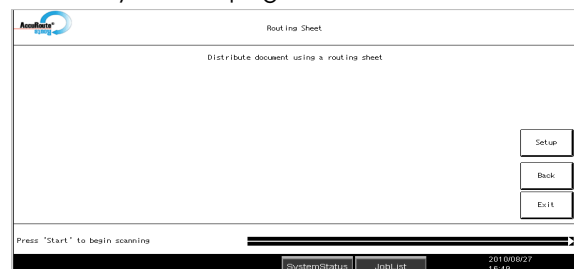 AccuRoute®
Routing Sheet
Distribute document using a routing sheet
Setup
Back
Exit
Press 'Start' to begin scanning
SystemStatus
JobList
2010/08/27